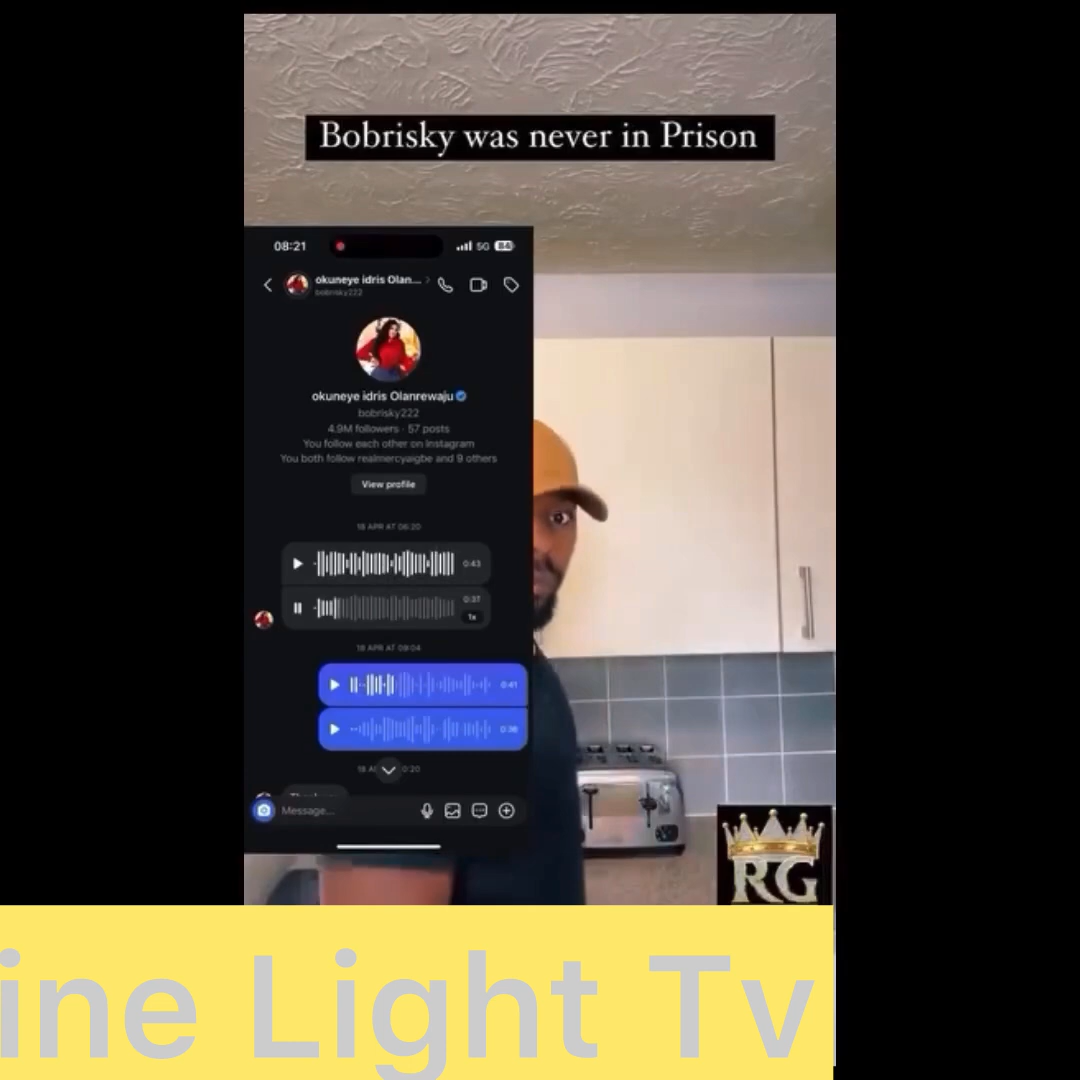 Bobrisky was never in Prison
08:21
5G 84
okuneye idris Olan...
bobrisky222
okuneye idris Olanrewaju
bobrisky222
4.9M followers · 57 posts
You follow each other on Instagram
You both follow realmercyaigbe and 9 others
View profile
18 APR AT 06:20
0:43
0:37
1x
18 APR AT 09:04
0:41
0:38
Message...
RG
ine Light Tv